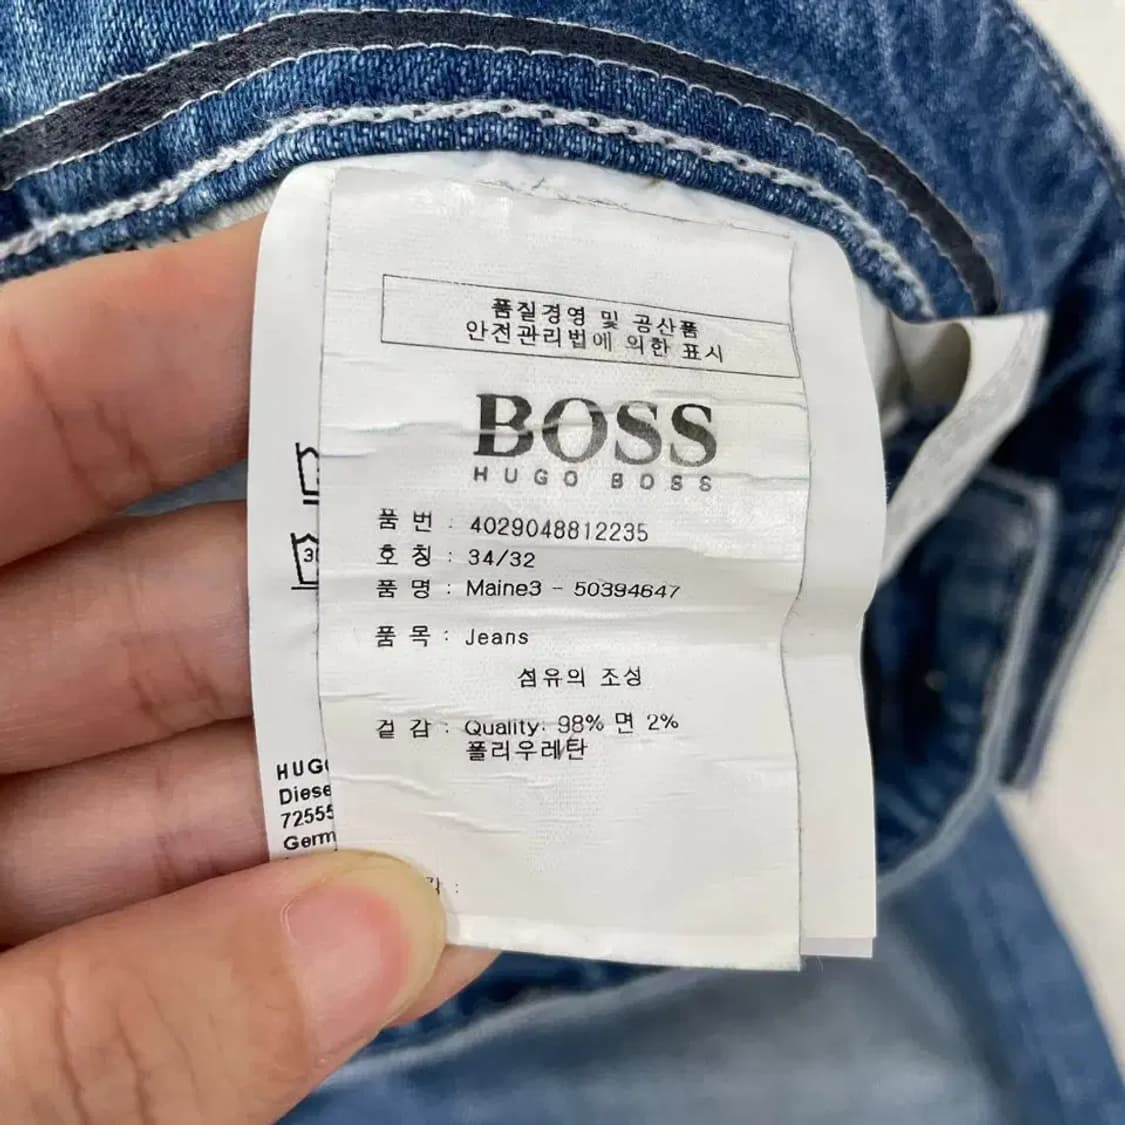 품질경영 및 공산품
안전관리법에 의한 표시
BOSS
HUGO BOSS
품 번 : 4029048812235
호 칭 : 34/32
품 명 : Maine3 - 50394647
품 목 : Jeans
섬유의 조성
겉 감 : Quality: 98% 면 2%
폴리우레탄
HUG
Diese
72555
Germ